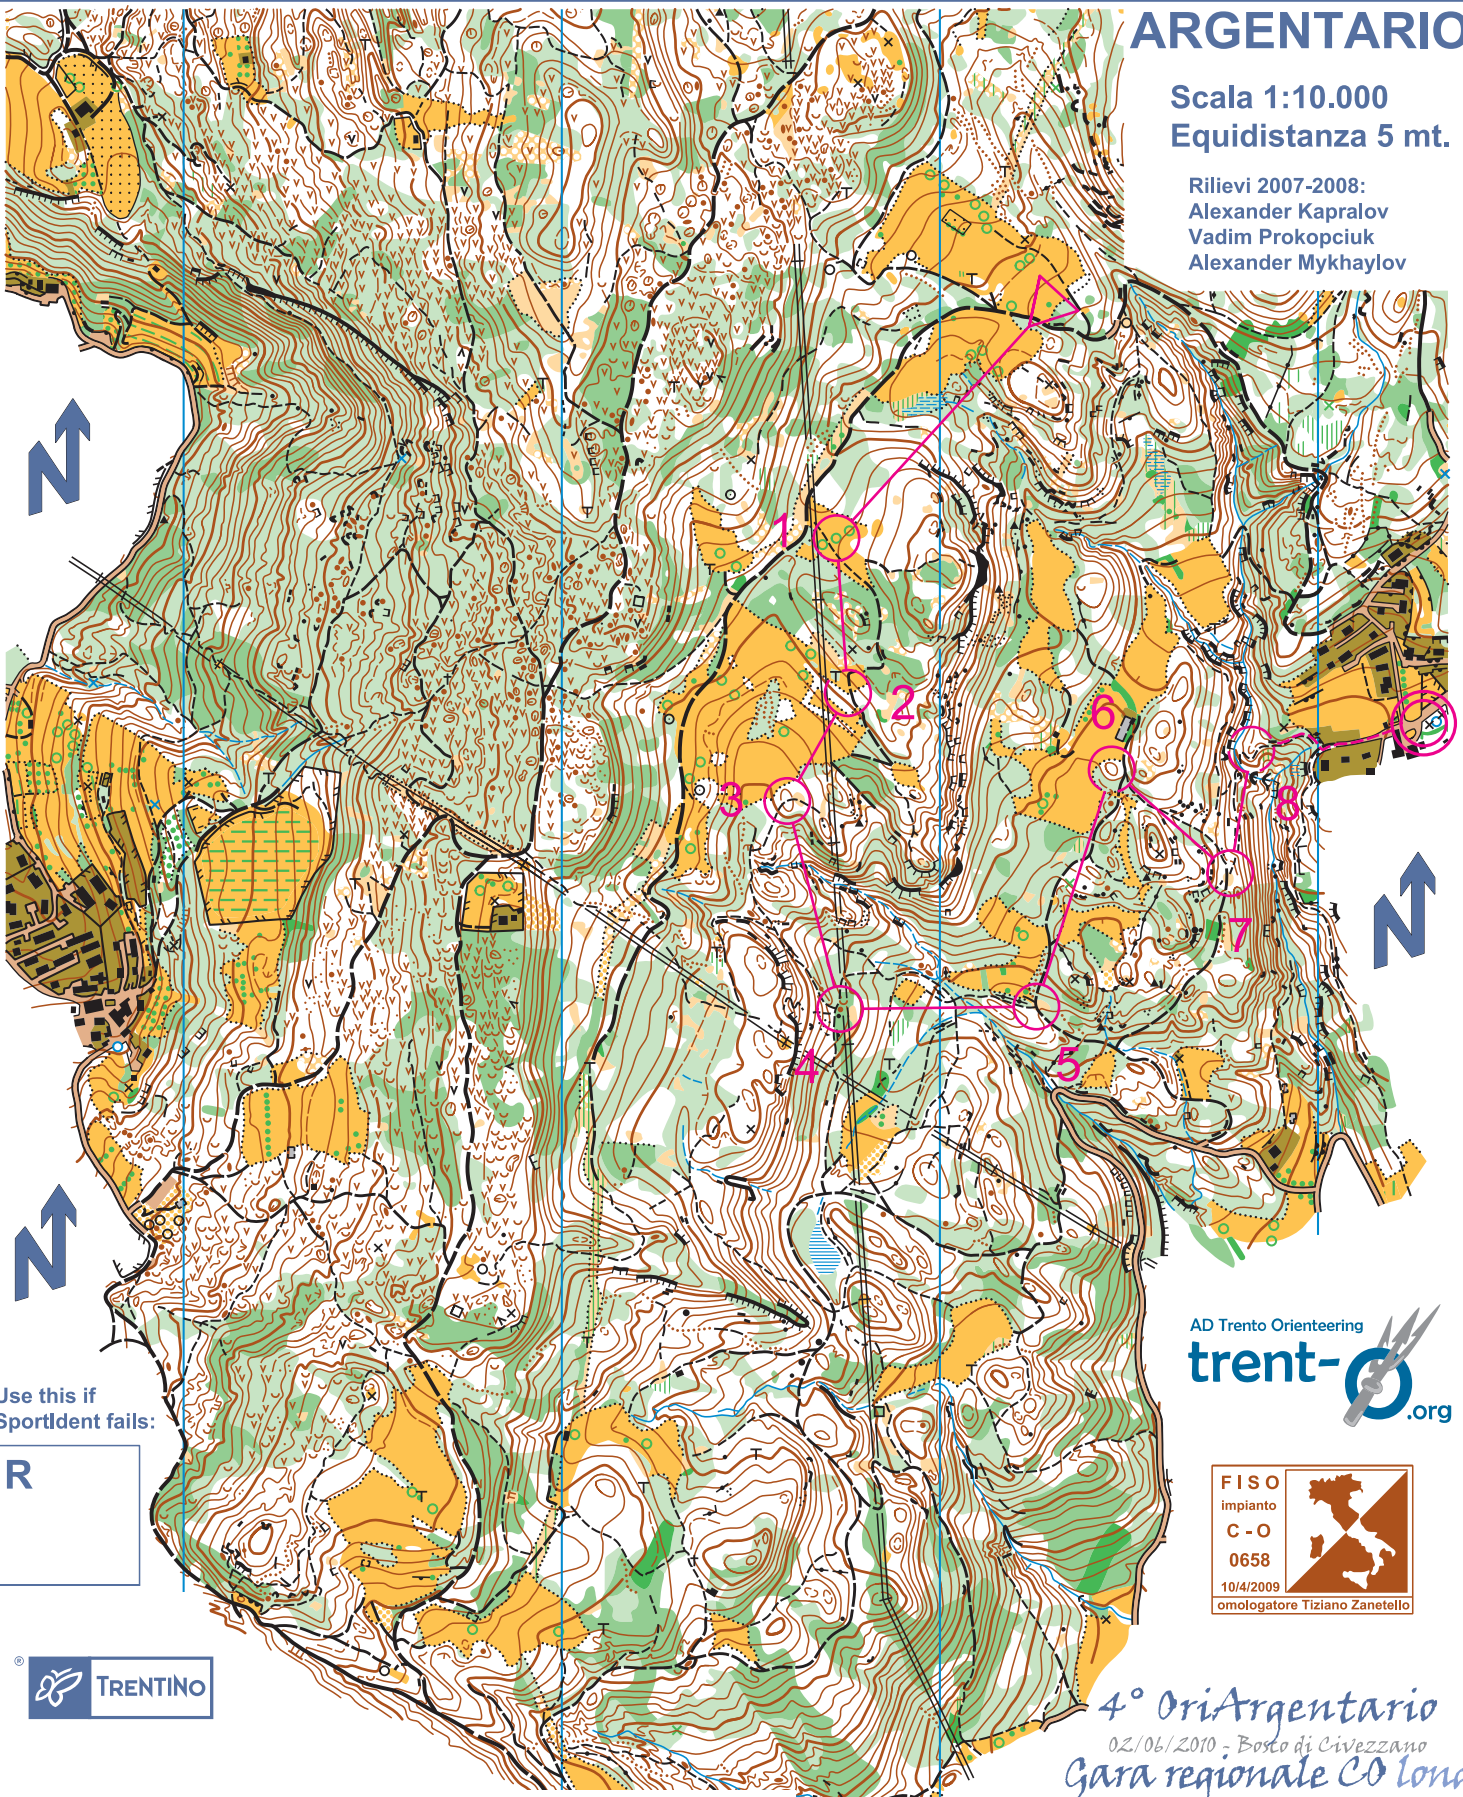 ARGENTARIO
Scala 1:10.000
Equidistanza 5 mt.
Rilievi 2007-2008:
Alexander Kapralov
Vadim Prokopciuk
Alexander Mykhaylov
N
1
2
3
4
5
6
7
8
N
N
Use this if
SportIdent fails:
R
AD Trento Orienteering
trent-O
.org
FISO
impianto
C-O
0658
10/4/2009
omologatore Tiziano Zanetello
® TRENTINO
4° OriArgentario
02/06/2010 - Bosco di Civezzano
Gara regionale CO long